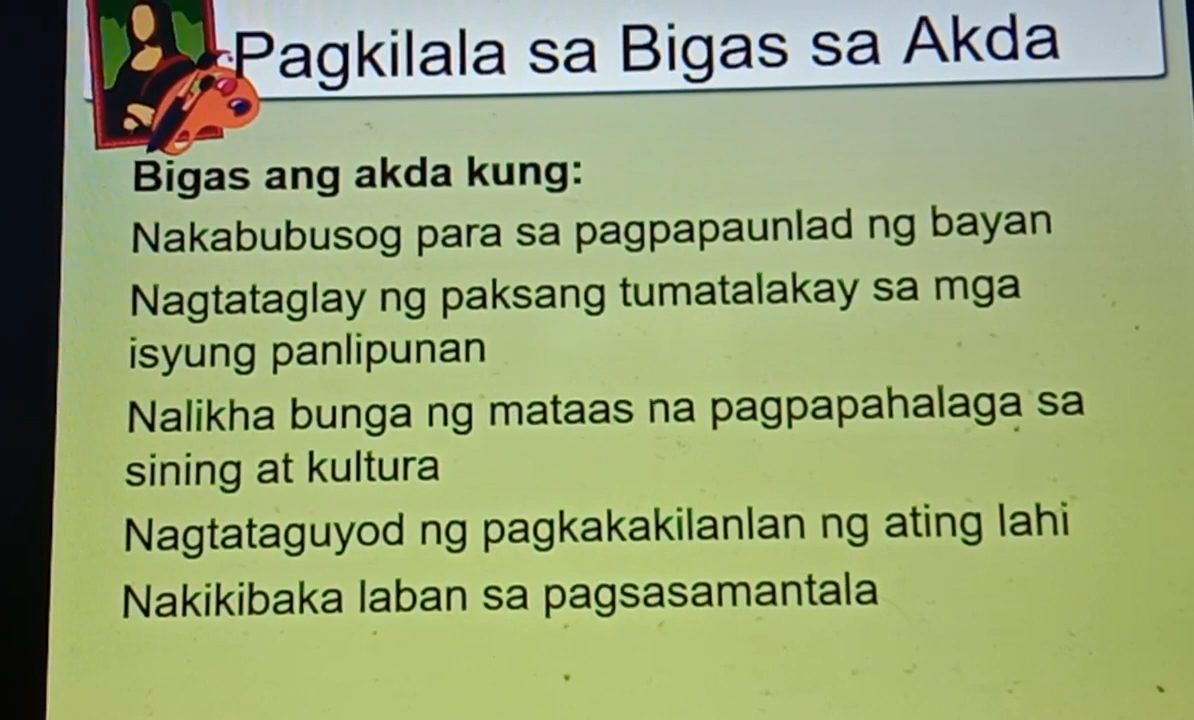 Pagkilala sa Bigas sa Akda
Bigas ang akda kung:
Nakabubusog para sa pagpapaunlad ng bayan
Nagtataglay ng paksang tumatalakay sa mga
isyung panlipunan
Nalikha bunga ng mataas na pagpapahalaga sa
sining at kultura
Nagtataguyod ng pagkakakilanlan ng ating lahi
Nakikibaka laban sa pagsasamantala